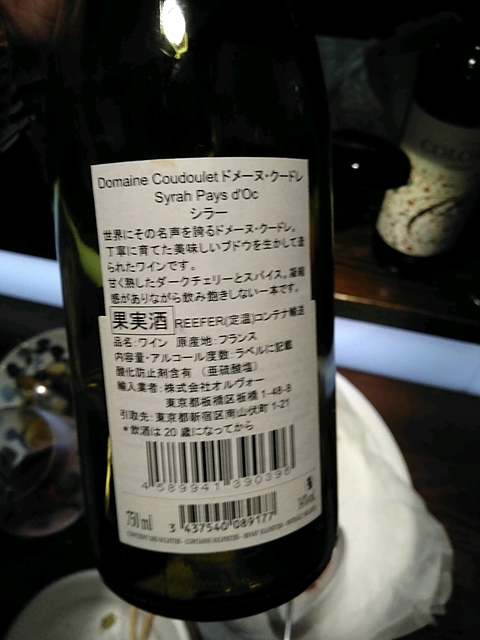 Domaine Coudoulet ドメーヌ・クードレ
Syrah Pays d'Oc
シラー
世界にその名声を誇るドメーヌ・クードレ。
丁寧に育てた美味しいブドウを生かして造
られたワインです。
甘く熟したダークチェリーとスパイス。凝縮
感がありながら飲み飽きしない一本です。
果実酒 REEFER(定温)コンテナ輸送
品名:ワイン 原産地:フランス
内容量・アルコール度数:ラベルに記載
酸化防止剤含有 (亜硫酸塩)
輸入業者:株式会社オルヴォー
東京都板橋区板橋1-48-8
引取先:東京都新宿区南山伏町1-21
*飲酒は20歳になってから
4 589941 390398
750 ml
3 437540 089177
COLO